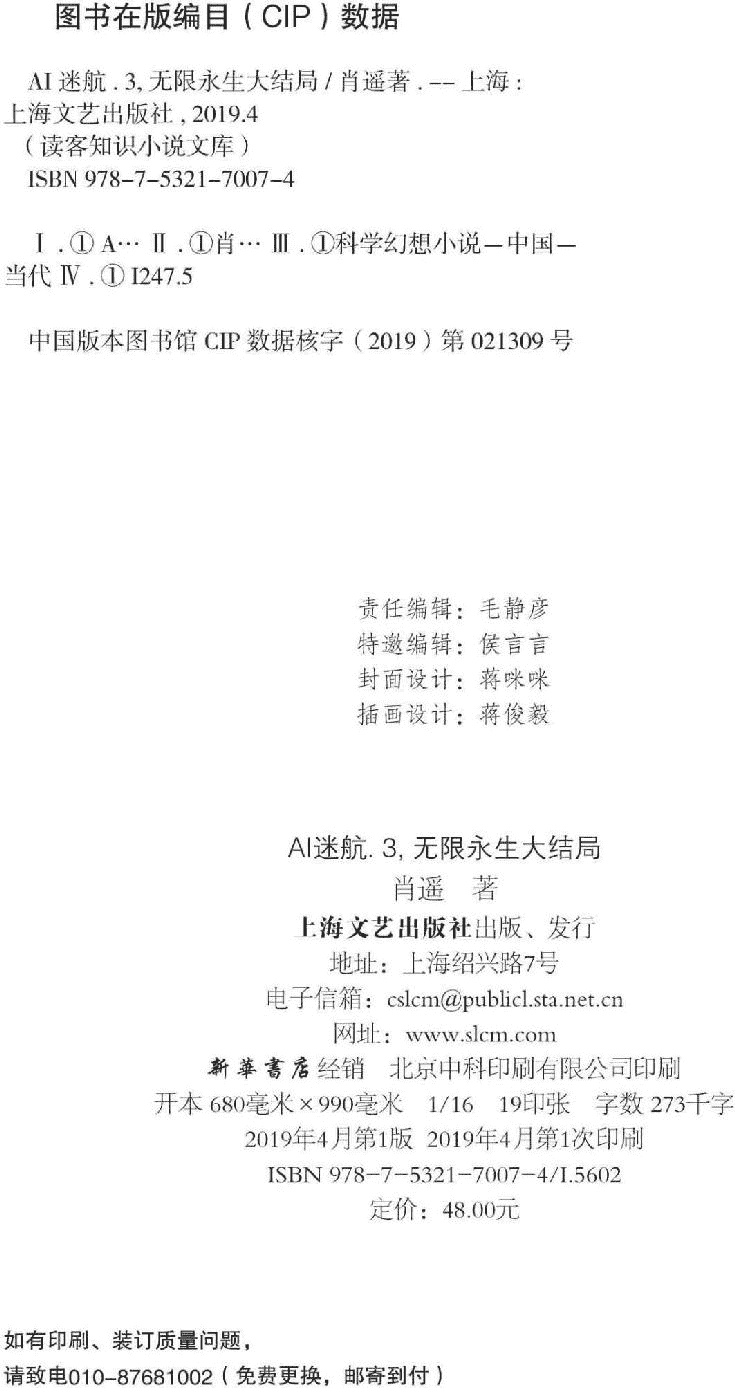 图书在版编目（CIP）数据
AI 迷航 . 3, 无限永生大结局 / 肖遥著 . -- 上海 :
上海文艺出版社 , 2019.4
（读客知识小说文库）
ISBN 978-7-5321-7007-4
Ⅰ . ① A… Ⅱ . ①肖… Ⅲ . ①科学幻想小说－中国－
当代 Ⅳ . ① I247.5
中国版本图书馆 CIP 数据核字（2019）第 021309 号
责任编辑：毛静彦
特邀编辑：侯言言
封面设计：蒋咪咪
插画设计：蒋俊毅
AI迷航. 3, 无限永生大结局
肖遥　著
上海文艺出版社出版、发行
地址：上海绍兴路7号
电子信箱：cslcm@publicl.sta.net.cn
网址：www.slcm.com
新華書店 经销　北京中科印刷有限公司印刷
开本 680毫米×990毫米　1/16　19印张　字数 273千字
2019年4月第1版 2019年4月第1次印刷
ISBN 978-7-5321-7007-4/I.5602
定价：48.00元
如有印刷、装订质量问题，
请致电010-87681002（免费更换，邮寄到付）